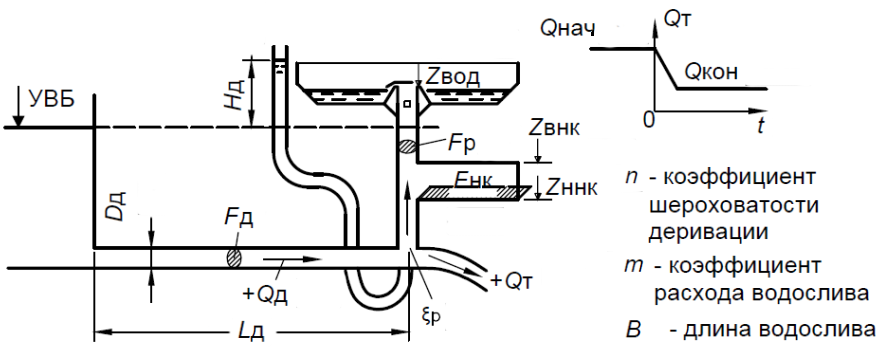 Qнач
Qт
Qкон
0
t
УВБ
Hд
Zвод
Fр
Zвнк
Fнк
Zннк
Dд
Fд
+Qд
+Qт
ξр
Lд
n - коэффициент
шероховатости
деривации
m - коэффициент
расхода водослива
B - длина водослива